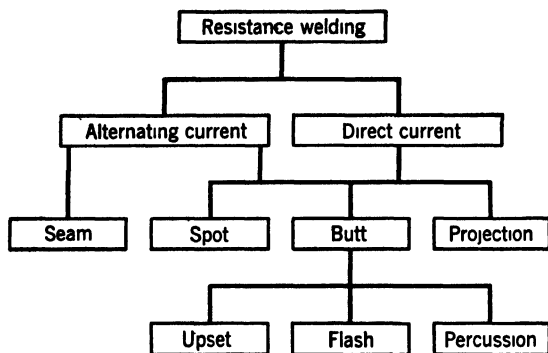 Resistance welding
Alternating current
Direct current
Seam
Spot
Butt
Projection
Upset
Flash
Percussion